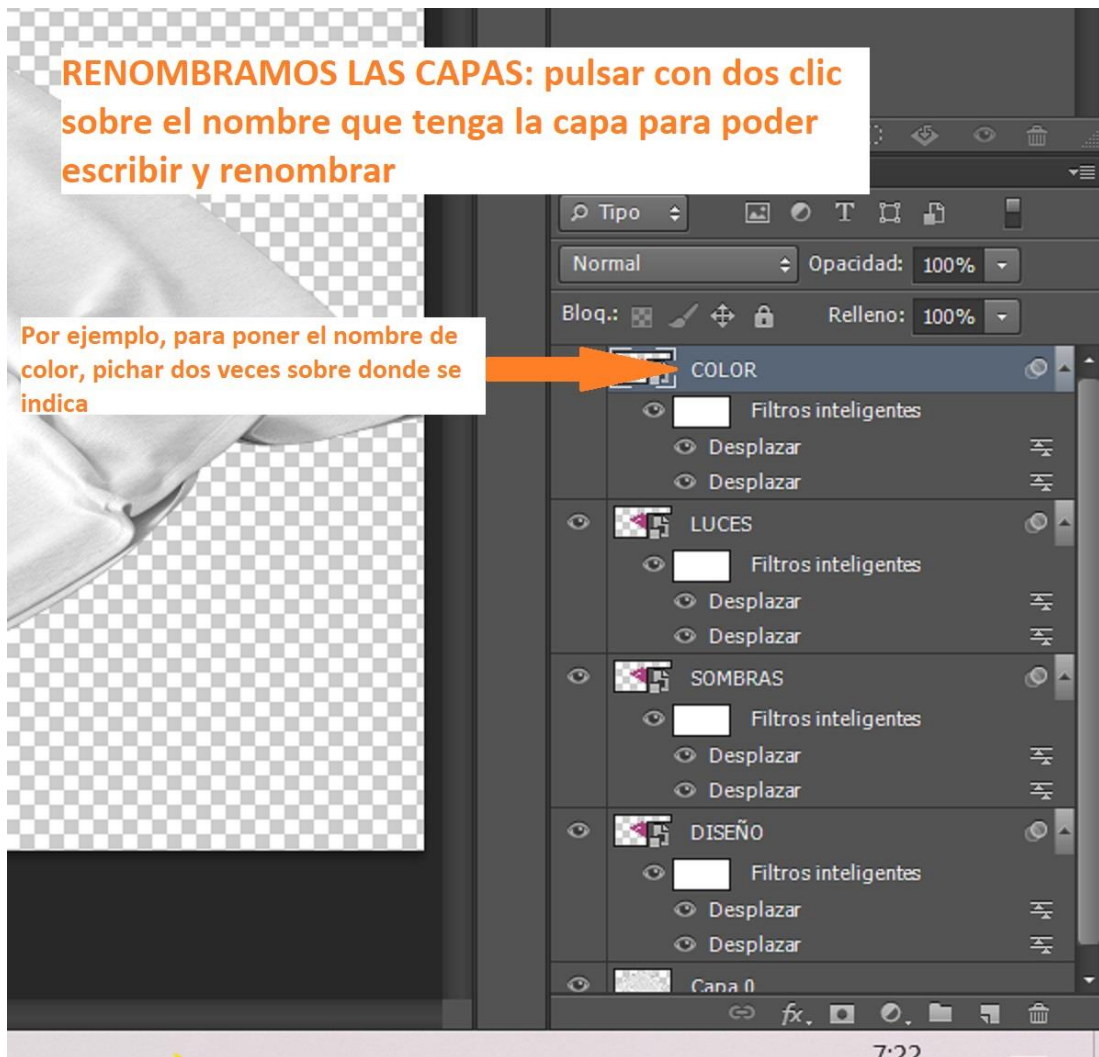 RENOMBRAMOS LAS CAPAS: pulsar con dos clic
sobre el nombre que tenga la capa para poder
escribir y renombrar
Tipo
Normal Opacidad: 100%
Bloq.: Relleno: 100%
Por ejemplo, para poner el nombre de
color, pichar dos veces sobre donde se
indica
COLOR
Filtros inteligentes
Desplazar
Desplazar
LUCES
Filtros inteligentes
Desplazar
Desplazar
SOMBRAS
Filtros inteligentes
Desplazar
Desplazar
DISEÑO
Filtros inteligentes
Desplazar
Desplazar
Capa 0
fx.
7:22